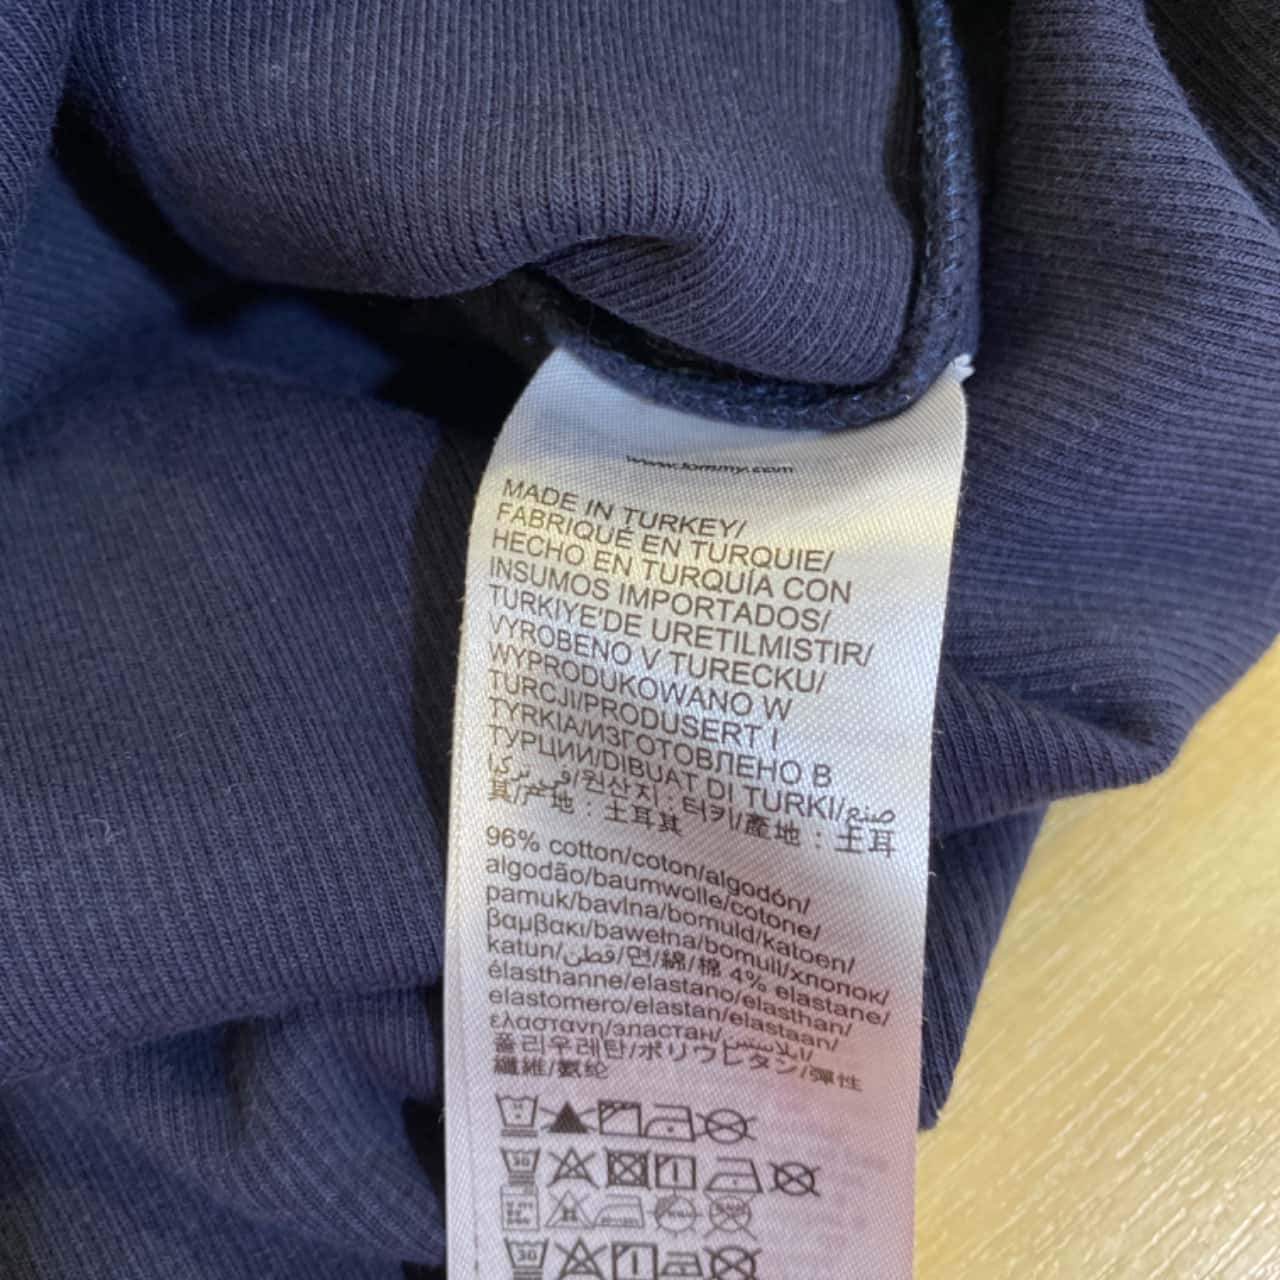 www.tommy.com
MADE IN TURKEY/
FABRIQUÉ EN TURQUIE/
HECHO EN TURQUÍA CON
INSUMOS IMPORTADOS/
TURKIYE'DE URETILMISTIR/
VYROBENO V TURECKU/
WYPRODUKOWANO W
TURCJI/PRODUSERT I
TYRKIA/ИЗГОТОВЛЕНО В
ТУРЦИИ/DIBUAT DI TURKI/صنع
في تركيا/원산지 : 터키/產地 : 土耳
其/产地 : 土耳其
96% cotton/coton/algodón/
algodão/baumwolle/cotone/
pamuk/bavlna/bomuld/katoen/
βαμβακι/bawełna/bomull/хлопок/
katun/قطن/면/綿/棉 4% elastane/
élasthanne/elastano/elasthan/
elastomero/elastan/elastaan/
ελαστανη/эластан/ايلاستين/
폴리우레탄/ポリウレタン/彈性
纖維/氨纶
30
30